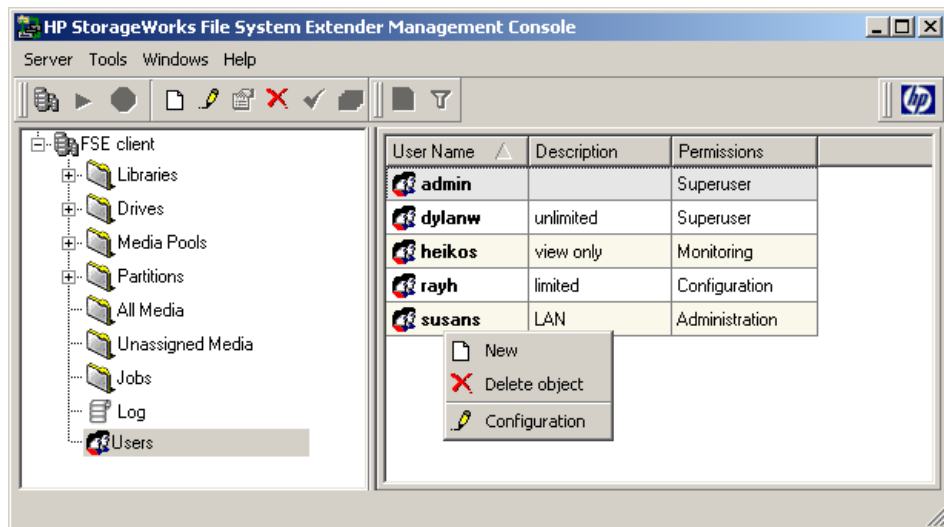 HP StorageWorks File System Extender Management Console
Server Tools Windows Help
hp
FSE client
Libraries
Drives
Media Pools
Partitions
All Media
Unassigned Media
Jobs
Log
Users
User Name Description Permissions
admin Superuser
dylanw unlimited Superuser
heikos view only Monitoring
rayh limited Configuration
susans LAN Administration
New
Delete object
Configuration